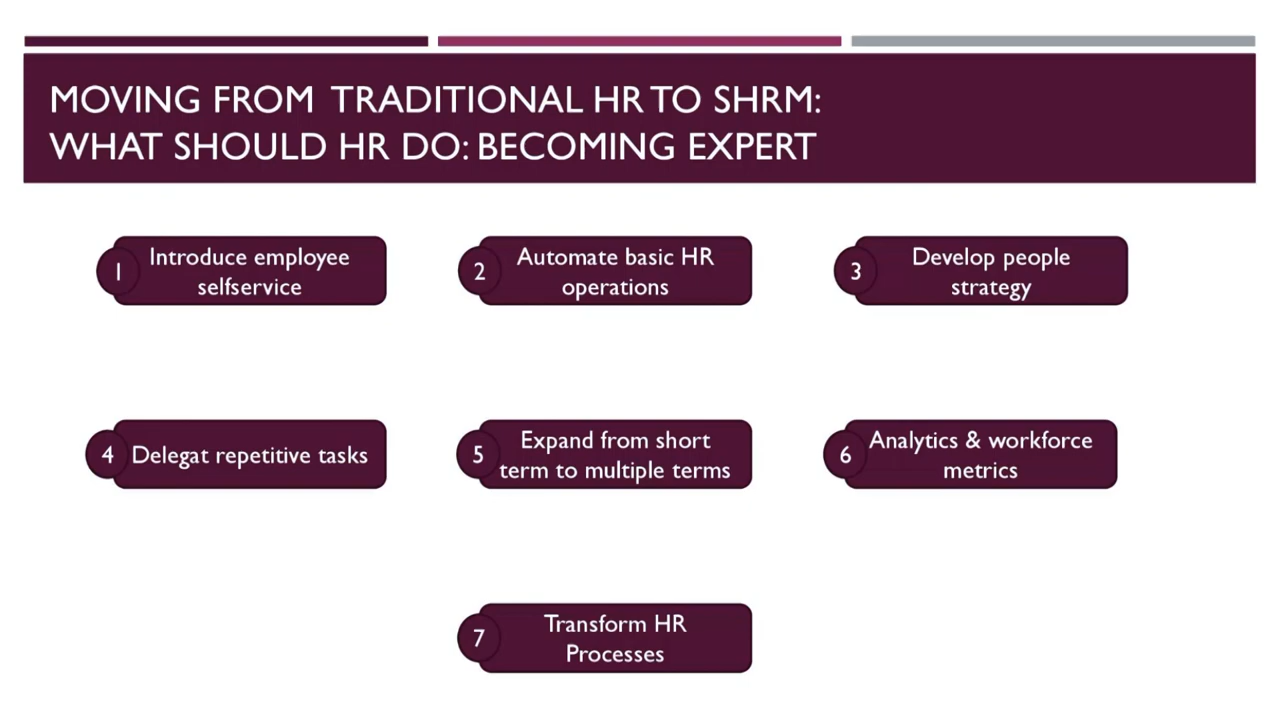 MOVING FROM TRADITIONAL HR TO SHRM:
WHAT SHOULD HR DO: BECOMING EXPERT
1 Introduce employee
selfservice
2 Automate basic HR
operations
3 Develop people
strategy
4 Delegat repetitive tasks
5 Expand from short
term to multiple terms
6 Analytics & workforce
metrics
7 Transform HR
Processes